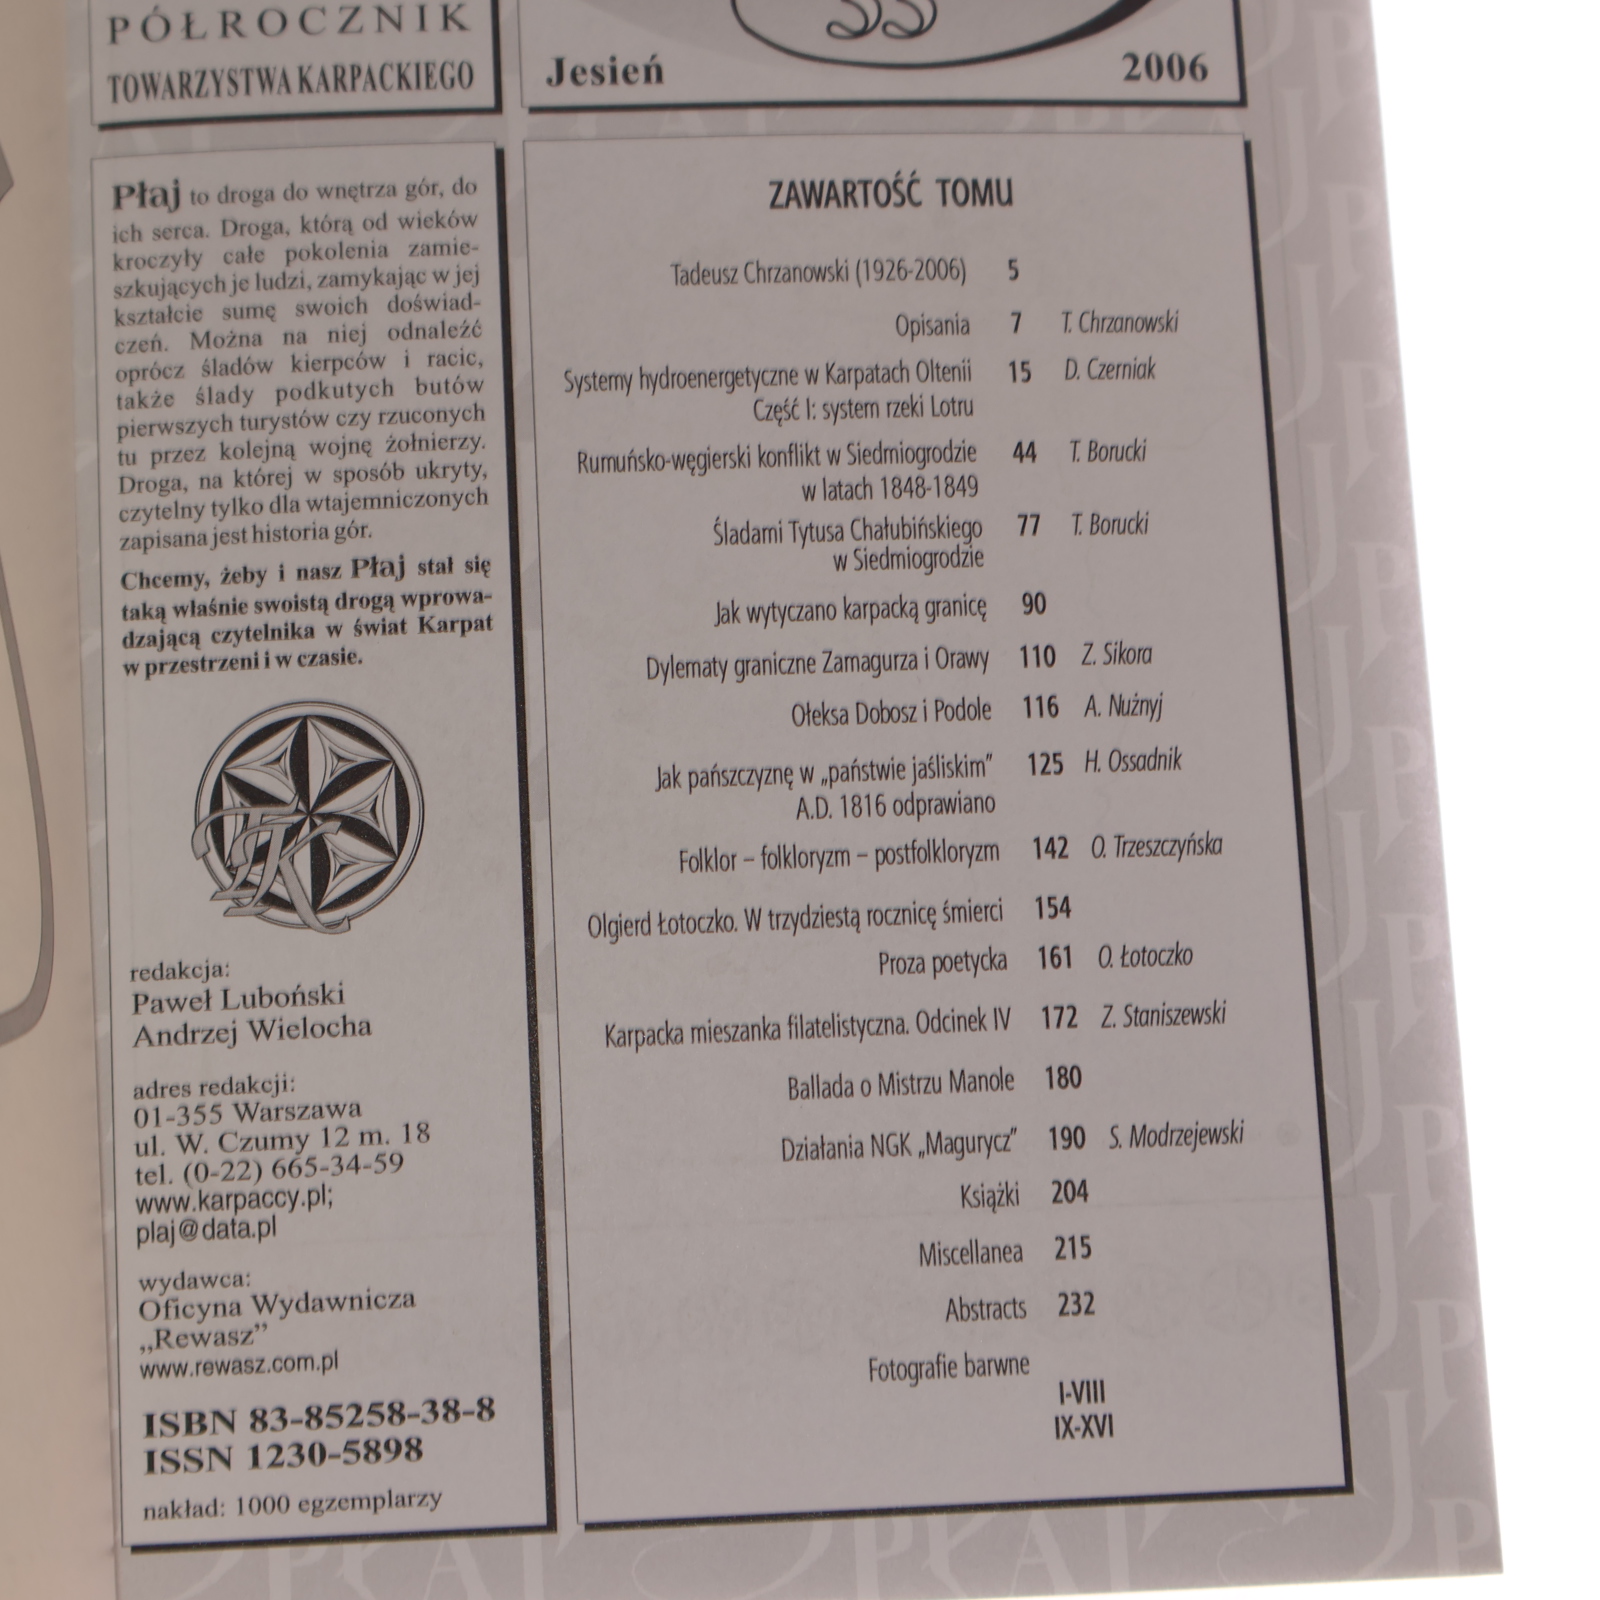 PÓŁROCZNIK
TOWARZYSTWA KARPACKIEGO
33
Jesień 2006
Płaj to droga do wnętrza gór, do
ich serca. Droga, którą od wieków
kroczyły całe pokolenia zamie-
szkujących je ludzi, zamykając w jej
kształcie sumę swoich doświad-
czeń. Można na niej odnaleźć
oprócz śladów kierpców i racic,
także ślady podkutych butów
pierwszych turystów czy rzuconych
tu przez kolejną wojnę żołnierzy.
Droga, na której w sposób ukryty,
czytelny tylko dla wtajemniczonych
zapisana jest historia gór.
Chcemy, żeby i nasz Płaj stał się
taką właśnie swoistą drogą wprowa-
dzającą czytelnika w świat Karpat
w przestrzeni i w czasie.
TK
redakcja:
Paweł Luboński
Andrzej Wielocha
adres redakcji:
01-355 Warszawa
ul. W. Czumy 12 m. 18
tel. (0-22) 665-34-59
www.karpaccy.pl;
plaj@data.pl
wydawca:
Oficyna Wydawnicza
„Rewasz”
www.rewasz.com.pl
ISBN 83-85258-38-8
ISSN 1230-5898
nakład: 1000 egzemplarzy
ZAWARTOŚĆ TOMU
Tadeusz Chrzanowski (1926-2006) 5
Opisania 7 T. Chrzanowski
Systemy hydroenergetyczne w Karpatach Oltenii 15 D. Czerniak
Część I: system rzeki Lotru
Rumuńsko-węgierski konflikt w Siedmiogrodzie 44 T. Borucki
w latach 1848-1849
Śladami Tytusa Chałubińskiego 77 T. Borucki
w Siedmiogrodzie
Jak wytyczano karpacką granicę 90
Dylematy graniczne Zamagurza i Orawy 110 Z. Sikora
Ołeksa Dobosz i Podole 116 A. Nużnyj
Jak pańszczyznę w „państwie jaśliskim” 125 H. Ossadnik
A.D. 1816 odprawiano
Folklor – folkloryzm – postfolkloryzm 142 O. Trzeszczyńska
Olgierd Łotoczko. W trzydziestą rocznicę śmierci 154
Proza poetycka 161 O. Łotoczko
Karpacka mieszanka filatelistyczna. Odcinek IV 172 Z. Staniszewski
Ballada o Mistrzu Manole 180
Działania NGK „Magurycz” 190 S. Modrzejewski
Książki 204
Miscellanea 215
Abstracts 232
Fotografie barwne
I-VIII
IX-XVI
PŁAJ